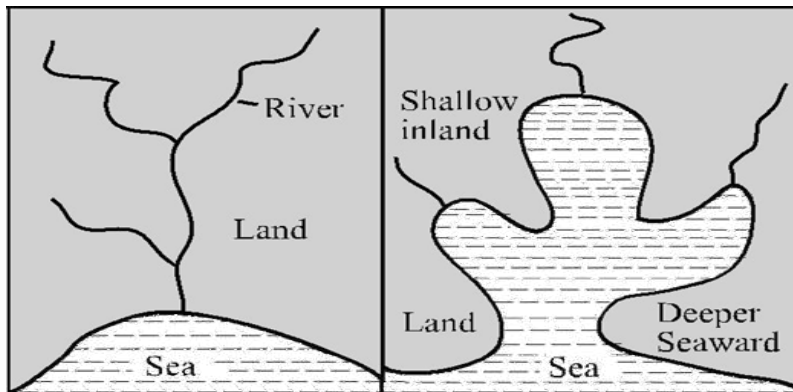 River
Land
Sea
Shallow
inland
Land
Deeper
Seaward
Sea